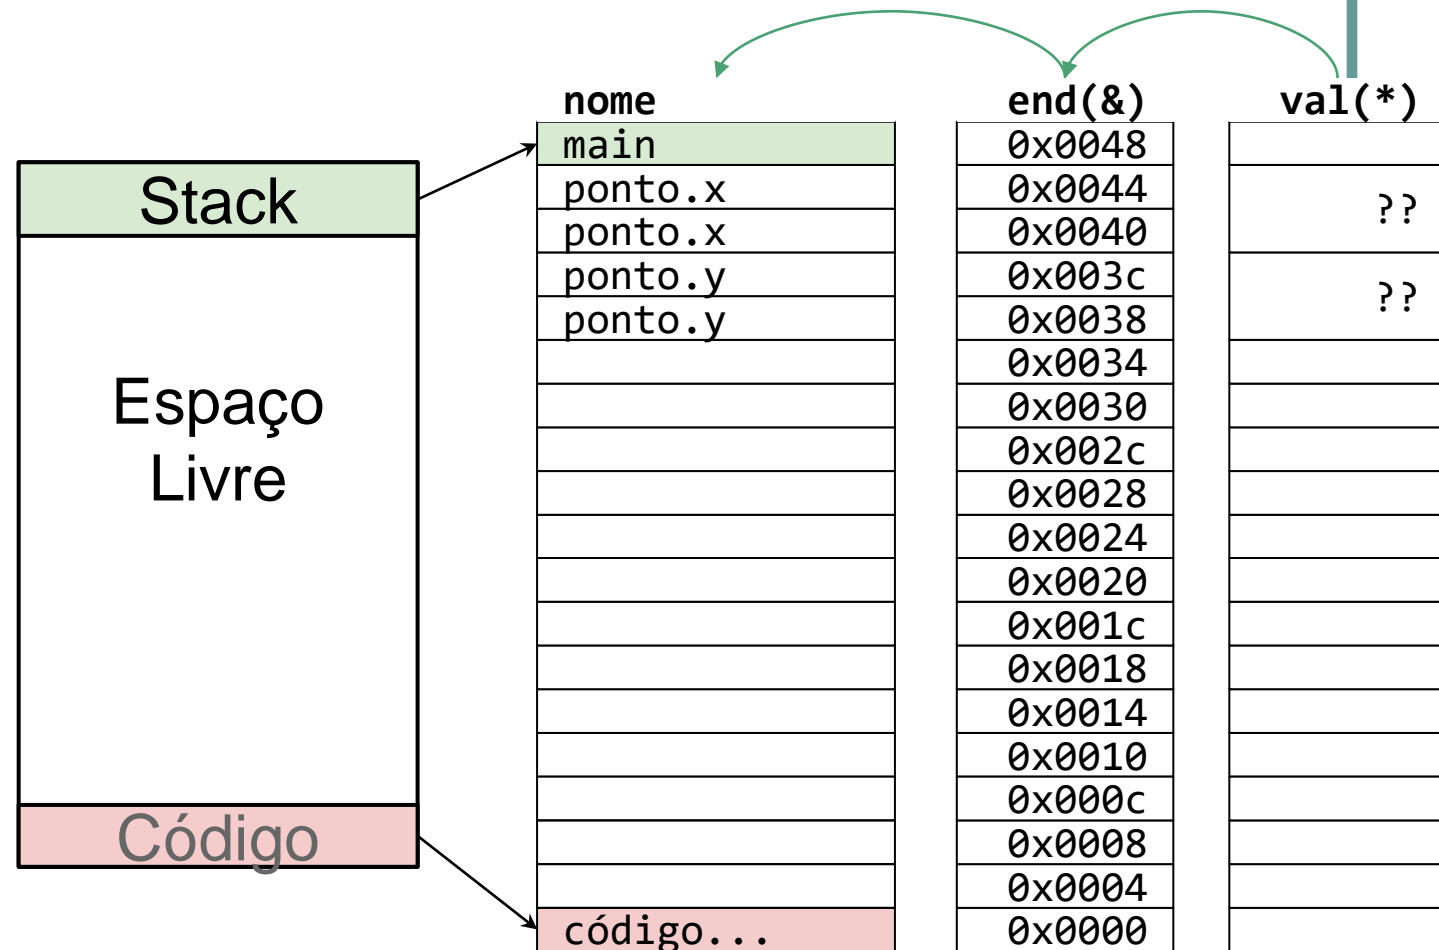 nome end(&) val(*)
main 0x0048
Stack
ponto.x 0x0044
??
ponto.x 0x0040
ponto.y 0x003c
??
ponto.y 0x0038
0x0034
Espaço
0x0030
0x002c
Livre
0x0028
0x0024
0x0020
0x001c
0x0018
0x0014
0x0010
0x000c
Código
0x0008
0x0004
código... 0x0000